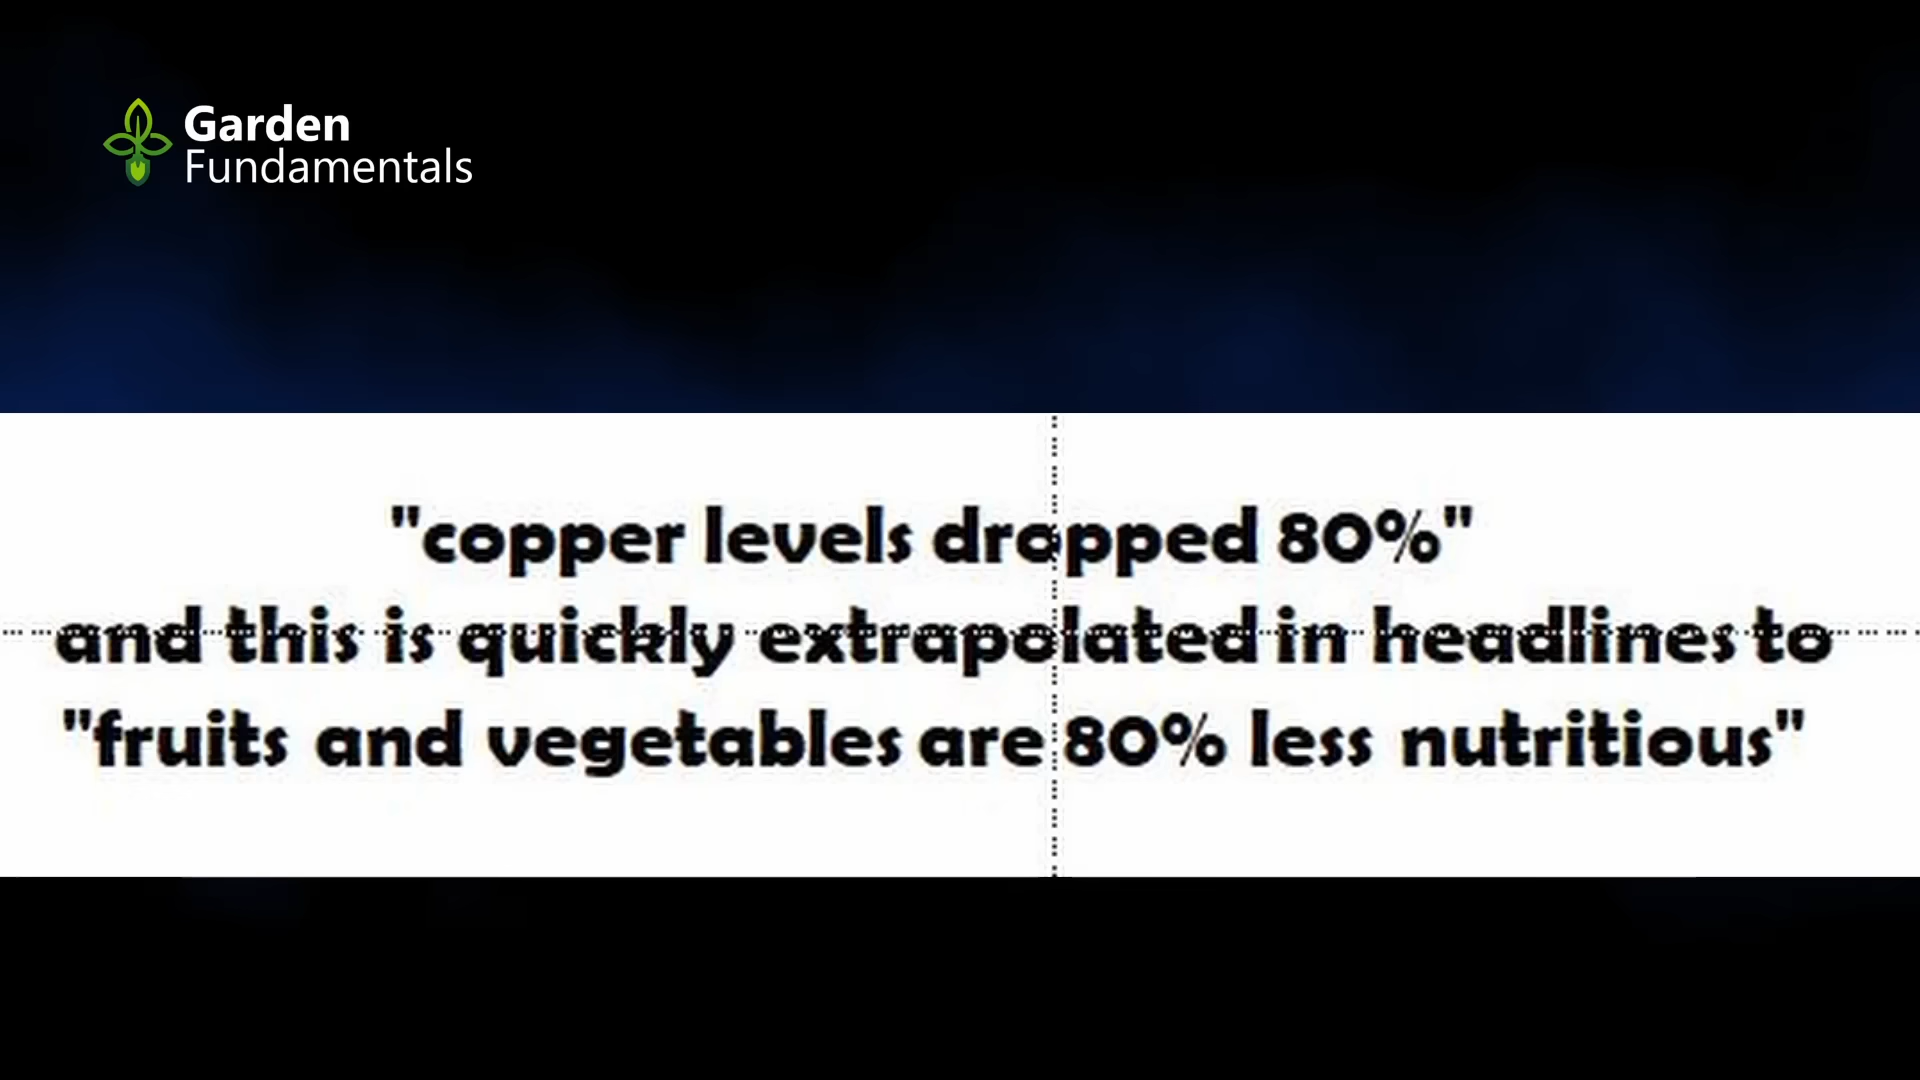 Garden
Fundamentals
"copper levels dropped 80%"
and this is quickly extrapolated in headlines to
"fruits and vegetables are 80% less nutritious"